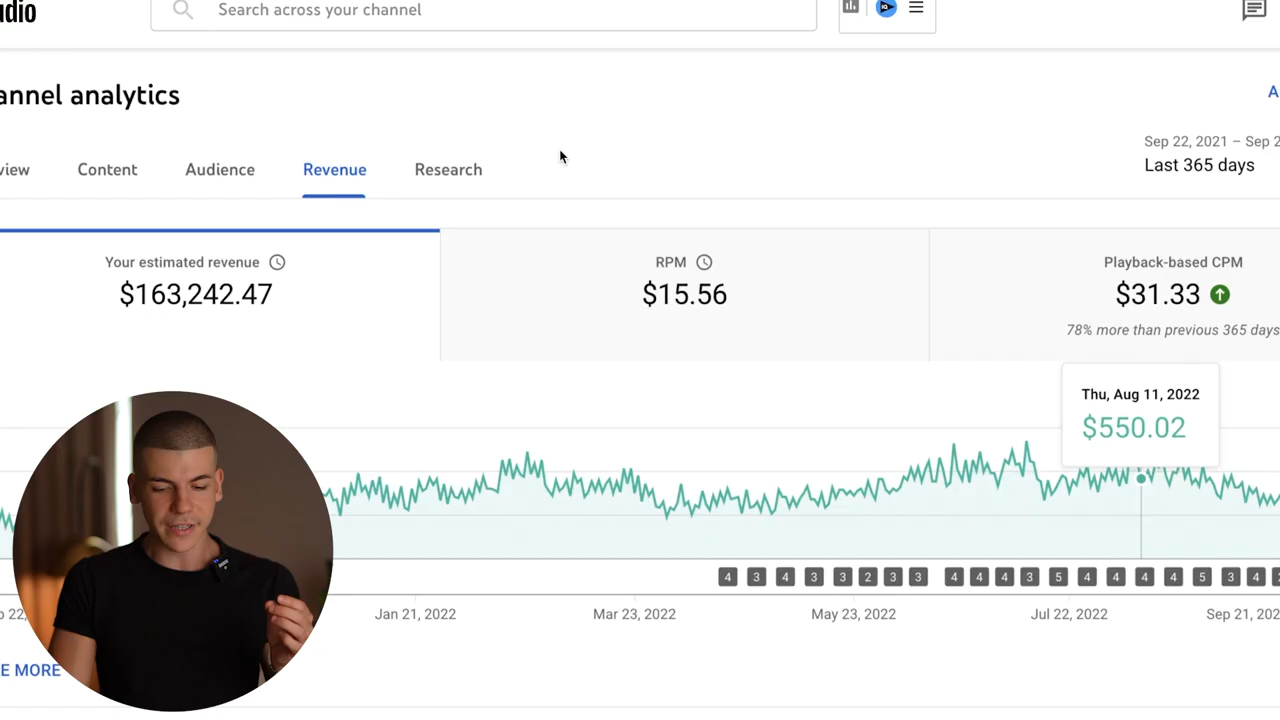 udio
Search across your channel
annel analytics
A
Sep 22, 2021 – Sep 2
Last 365 days
view
Content
Audience
Revenue
Research
Your estimated revenue
$163,242.47
RPM
$15.56
Playback-based CPM
$31.33
78% more than previous 365 days
Thu, Aug 11, 2022
$550.02
4 3 4 3 3 2 3 3 4 4 4 3 5 4 4 4 4 5 3 4
p 22,
Jan 21, 2022
Mar 23, 2022
May 23, 2022
Jul 22, 2022
Sep 21, 202
E MORE